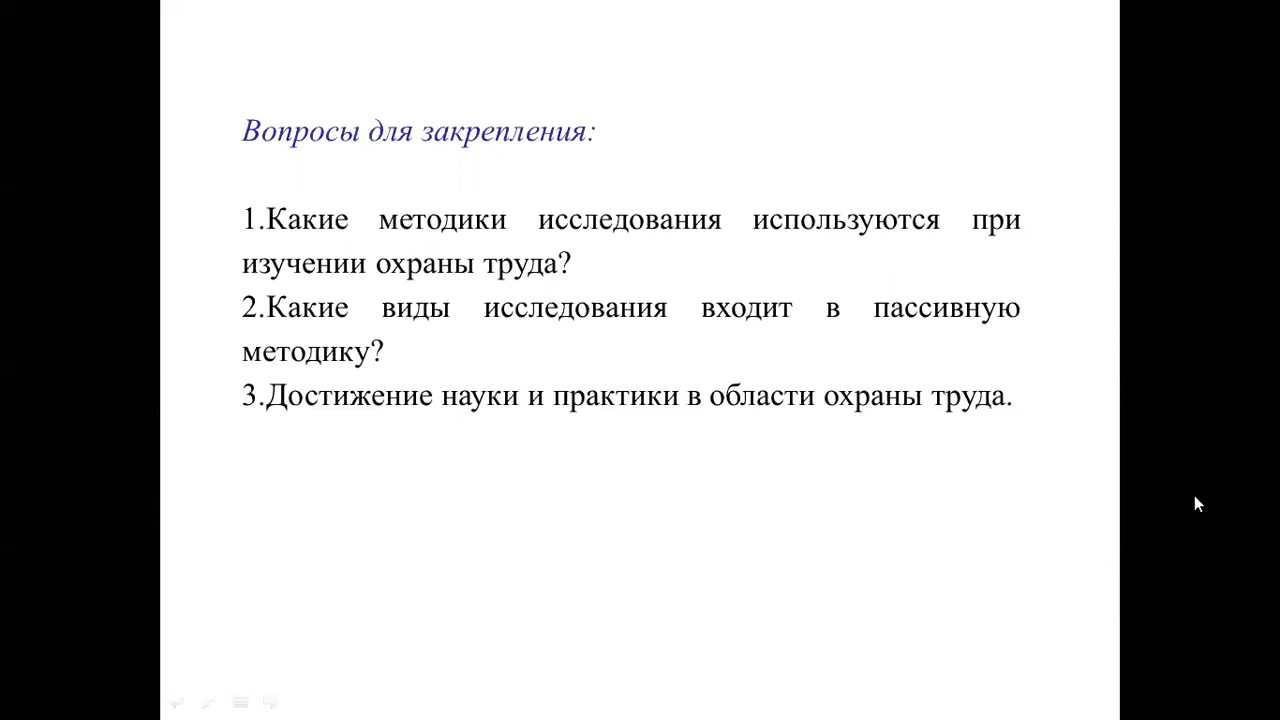 Вопросы для закрепления:
1.Какие методики исследования используются при
изучении охраны труда?
2.Какие виды исследования входит в пассивную
методику?
3.Достижение науки и практики в области охраны труда.